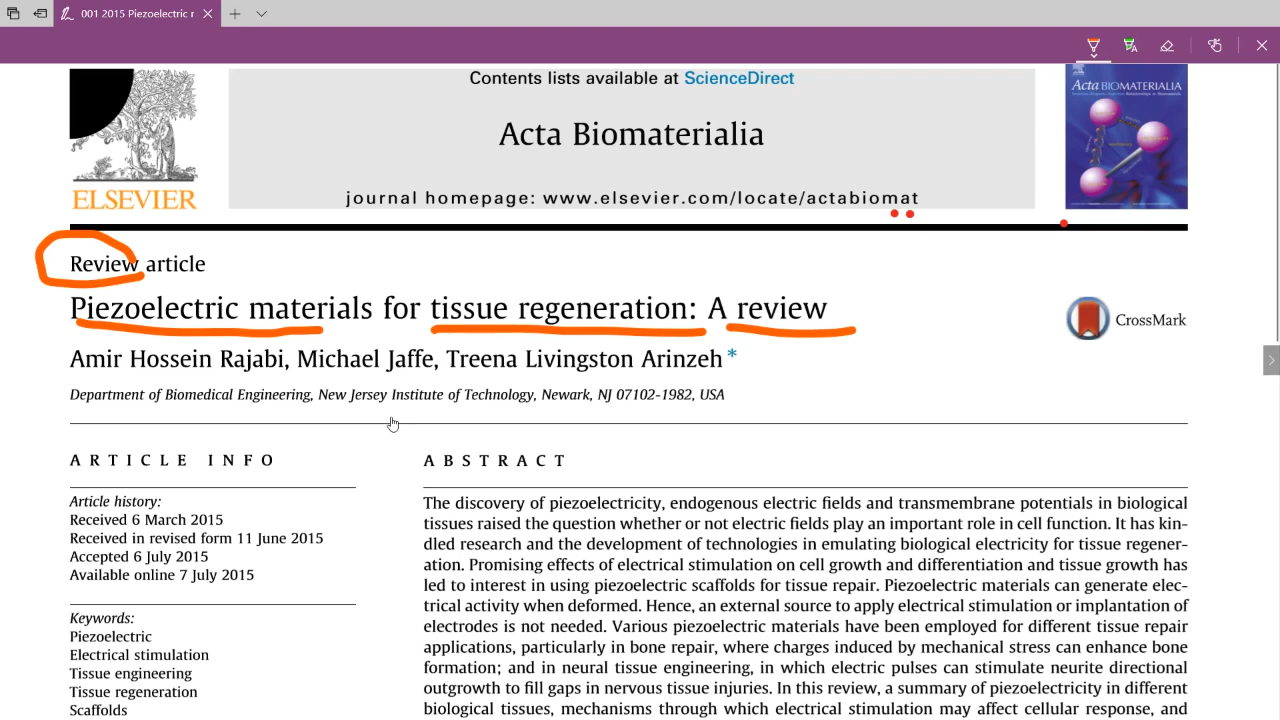 001 2015 Piezoelectric r
Contents lists available at ScienceDirect
Acta BIOMATERIALIA
Acta Biomaterialia
ELSEVIER
journal homepage: www.elsevier.com/locate/actabiomat
Review article
Piezoelectric materials for tissue regeneration: A review
CrossMark
Amir Hossein Rajabi, Michael Jaffe, Treena Livingston Arinzeh *
Department of Biomedical Engineering, New Jersey Institute of Technology, Newark, NJ 07102-1982, USA
ARTICLE INFO
Article history:
Received 6 March 2015
Received in revised form 11 June 2015
Accepted 6 July 2015
Available online 7 July 2015
Keywords:
Piezoelectric
Electrical stimulation
Tissue engineering
Tissue regeneration
Scaffolds
ABSTRACT
The discovery of piezoelectricity, endogenous electric fields and transmembrane potentials in biological
tissues raised the question whether or not electric fields play an important role in cell function. It has kin-
dled research and the development of technologies in emulating biological electricity for tissue regener-
ation. Promising effects of electrical stimulation on cell growth and differentiation and tissue growth has
led to interest in using piezoelectric scaffolds for tissue repair. Piezoelectric materials can generate elec-
trical activity when deformed. Hence, an external source to apply electrical stimulation or implantation of
electrodes is not needed. Various piezoelectric materials have been employed for different tissue repair
applications, particularly in bone repair, where charges induced by mechanical stress can enhance bone
formation; and in neural tissue engineering, in which electric pulses can stimulate neurite directional
outgrowth to fill gaps in nervous tissue injuries. In this review, a summary of piezoelectricity in different
biological tissues, mechanisms through which electrical stimulation may affect cellular response, and